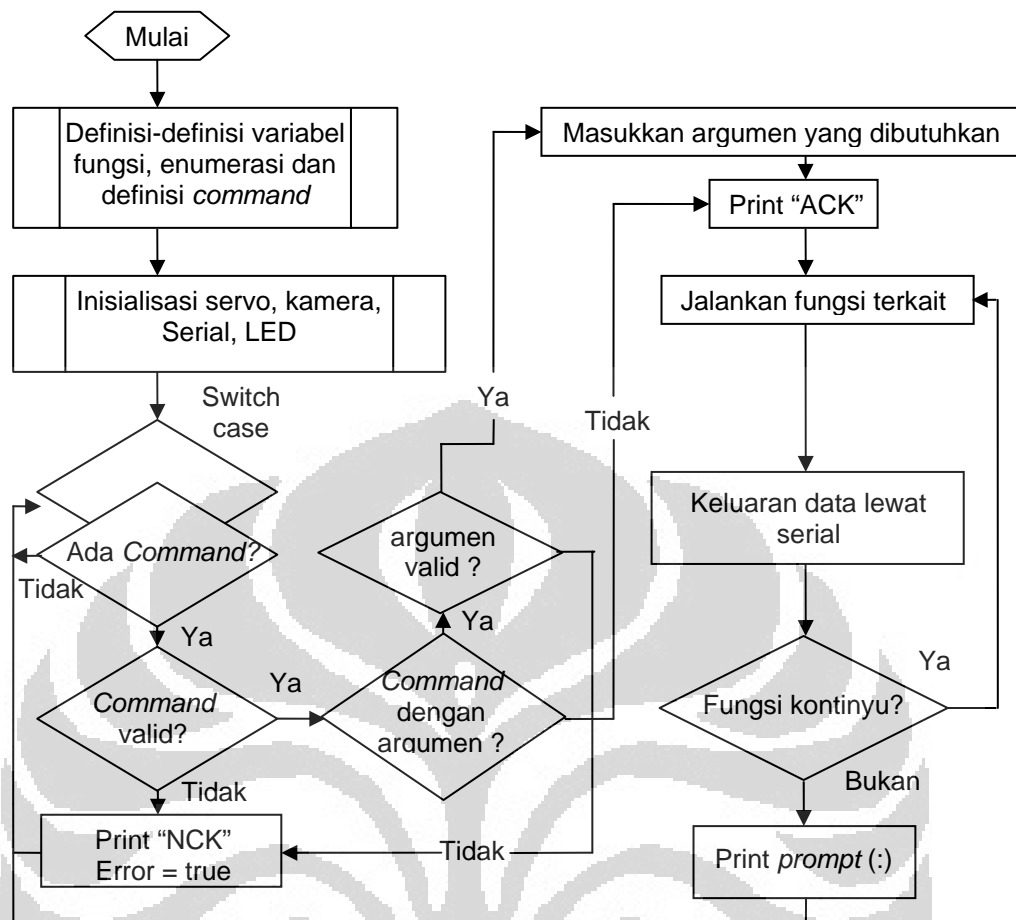 Mulai
Definisi-definisi variabel
fungsi, enumerasi dan
definisi command
Inisialisasi servo, kamera,
Serial, LED
Switch
case
Ada Command?
Tidak
Ya
Command
valid?
Ya
Tidak
Print “NCK”
Error = true
Command
dengan
argumen ?
Ya
argumen
valid ?
Ya
Tidak
Tidak
Masukkan argumen yang dibutuhkan
Print “ACK”
Jalankan fungsi terkait
Keluaran data lewat
serial
Fungsi kontinyu?
Ya
Bukan
Print prompt (:)